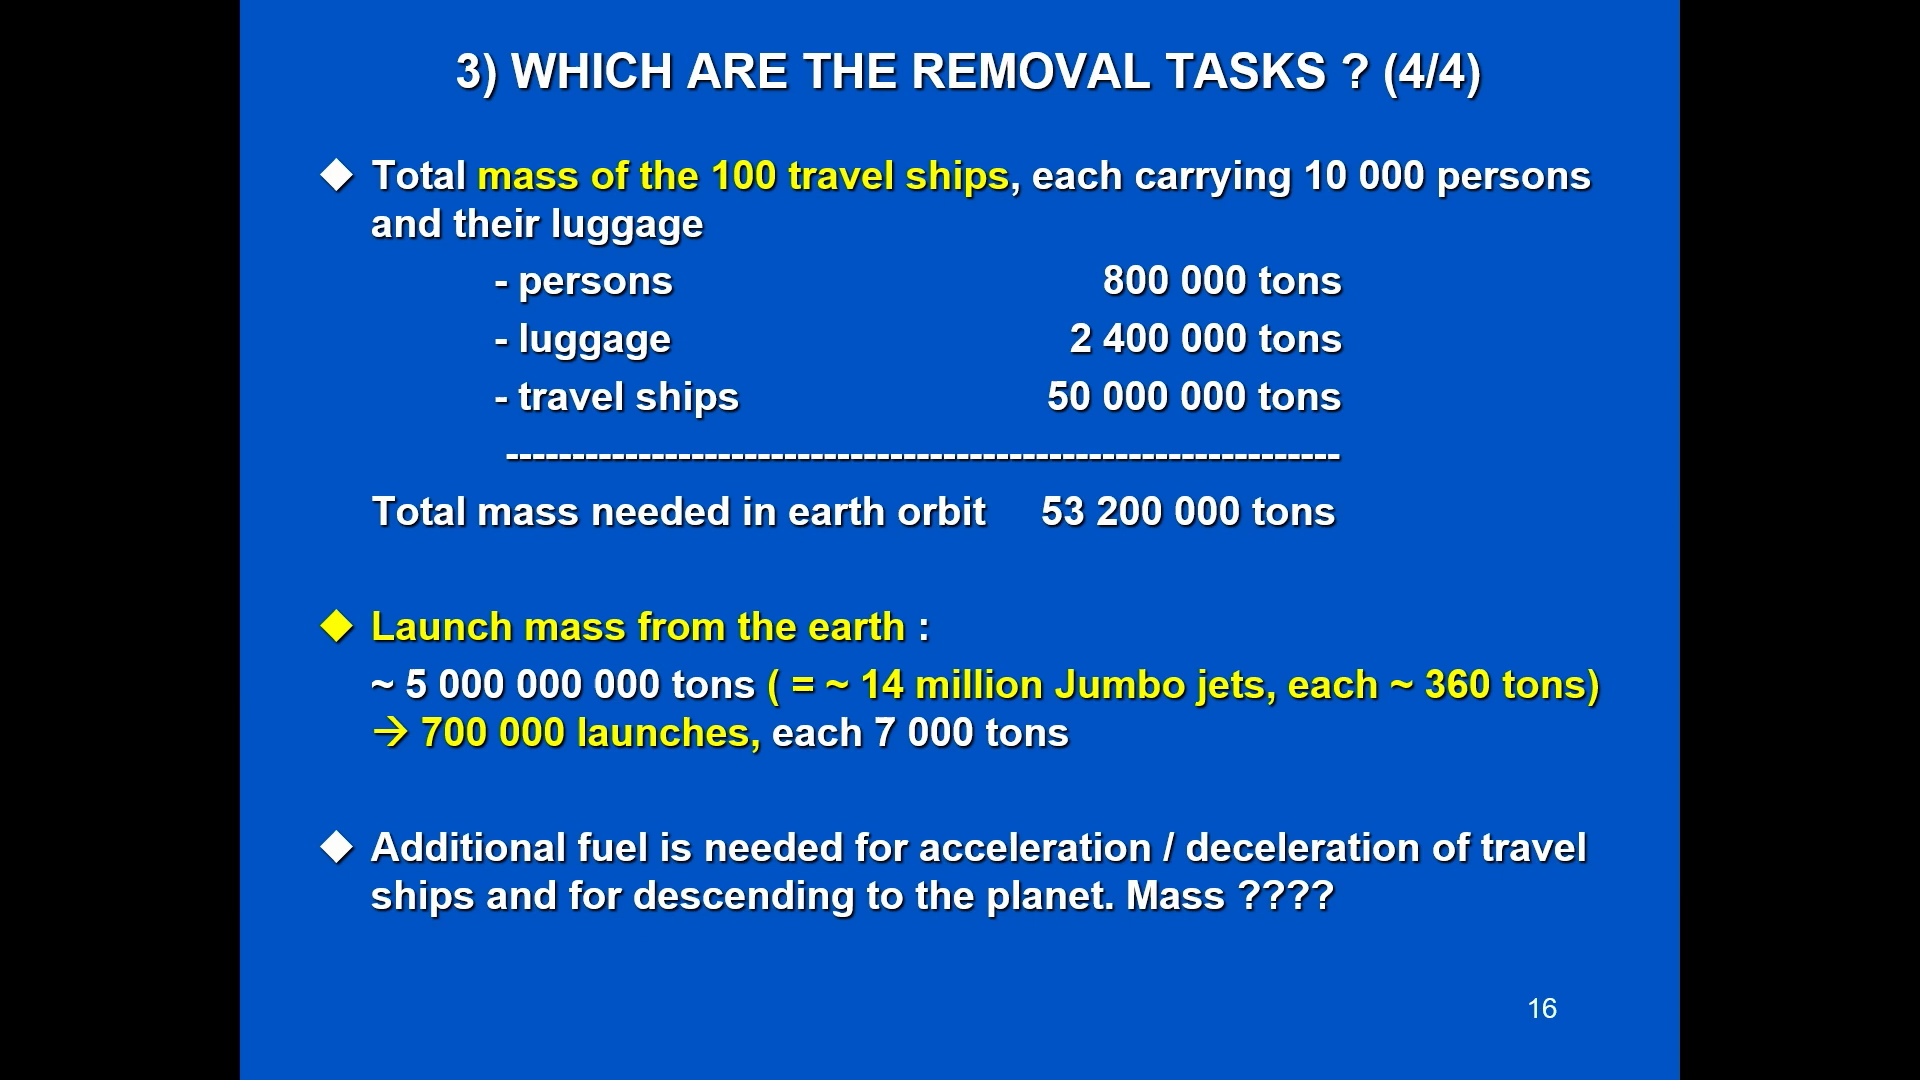 3) WHICH ARE THE REMOVAL TASKS ? (4/4)
Total mass of the 100 travel ships, each carrying 10 000 persons
and their luggage
- persons 800 000 tons
- luggage 2 400 000 tons
- travel ships 50 000 000 tons
---------------------------------------------------------------
Total mass needed in earth orbit 53 200 000 tons
Launch mass from the earth :
~ 5 000 000 000 tons ( = ~ 14 million Jumbo jets, each ~ 360 tons)
→ 700 000 launches, each 7 000 tons
Additional fuel is needed for acceleration / deceleration of travel
ships and for descending to the planet. Mass ????
16